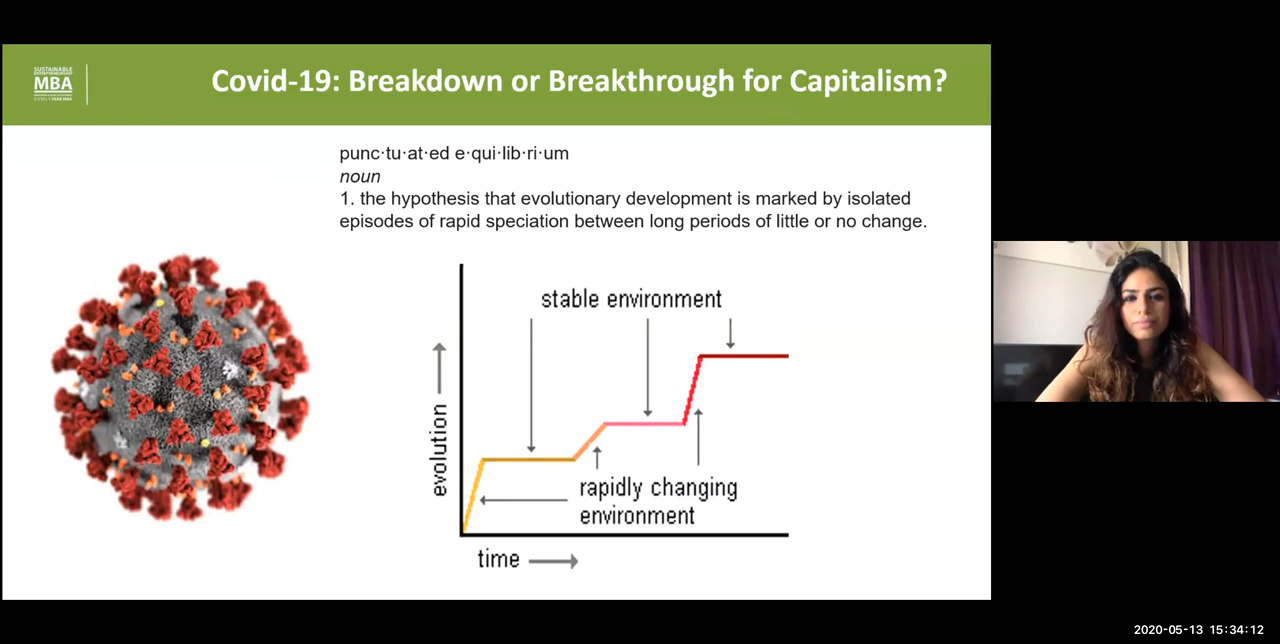 SUSTAINABLE
MBA
Covid-19: Breakdown or Breakthrough for Capitalism?
punc·tu·at·ed e·qui·lib·ri·um
noun
1. the hypothesis that evolutionary development is marked by isolated
episodes of rapid speciation between long periods of little or no change.
stable environment
evolution
rapidly changing
environment
time
2020-05-13 15:34:12